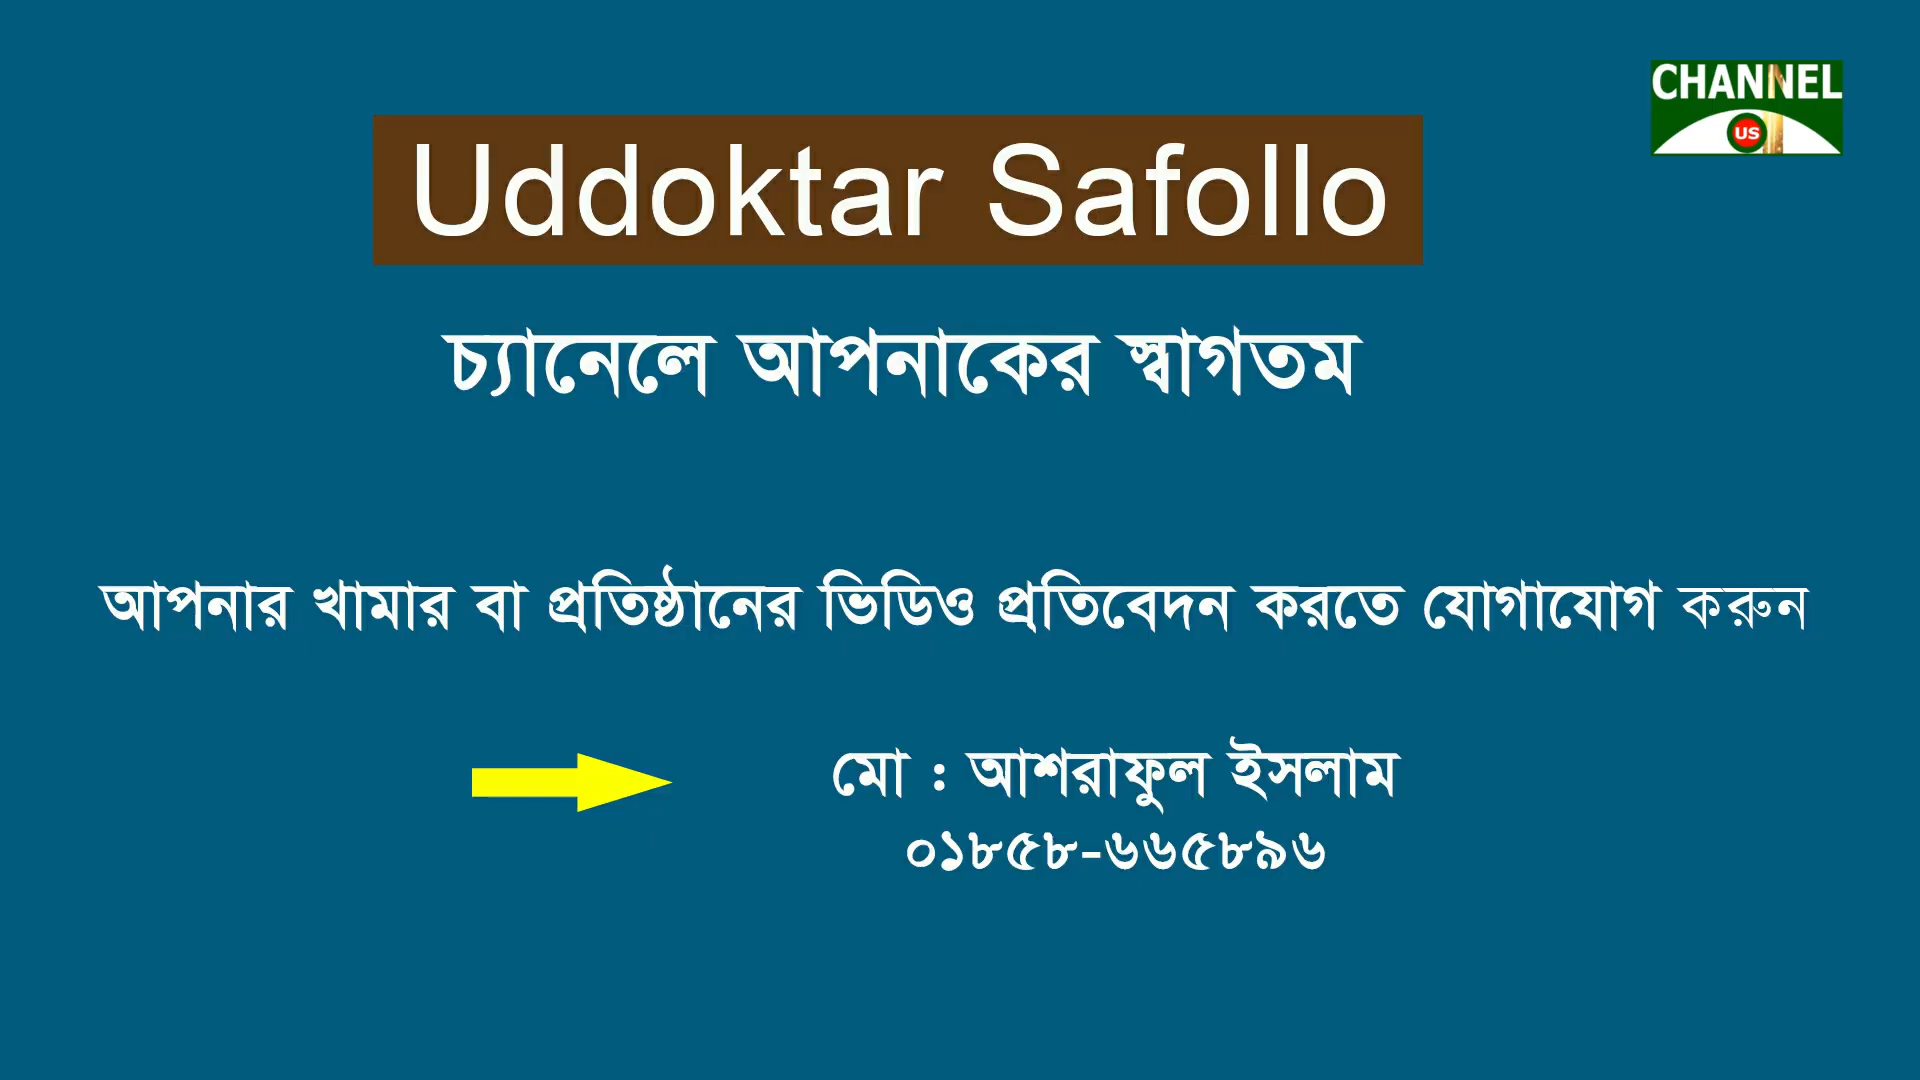 CHANNEL
US
Uddoktar Safollo
চ্যানেলে আপনাকের স্বাগতম
আপনার খামার বা প্রতিষ্ঠানের ভিডিও প্রতিবেদন করতে যোগাযোগ করুন
মো : আশরাফুল ইসলাম
০১৮৫৮-৬৬৫৮৯৬